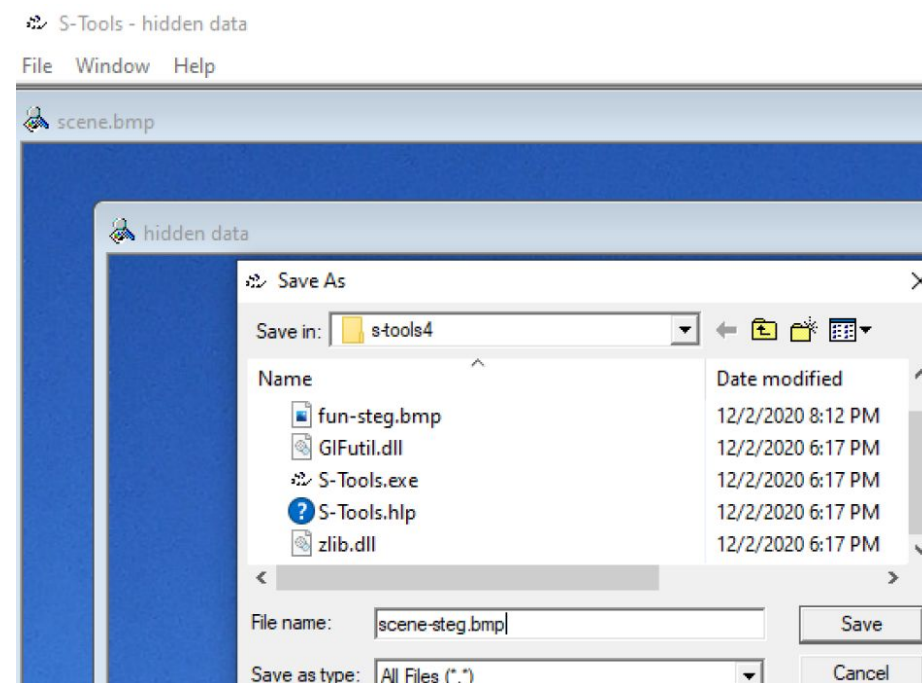 S-Tools - hidden data
File Window Help
scene.bmp
hidden data
Save As
Save in: s-tools4
Name Date modified
fun-steg.bmp 12/2/2020 8:12 PM
GIFutil.dll 12/2/2020 6:17 PM
S-Tools.exe 12/2/2020 6:17 PM
S-Tools.hlp 12/2/2020 6:17 PM
zlib.dll 12/2/2020 6:17 PM
File name: scene-steg.bmp Save
Save as type: All Files (*.*) Cancel